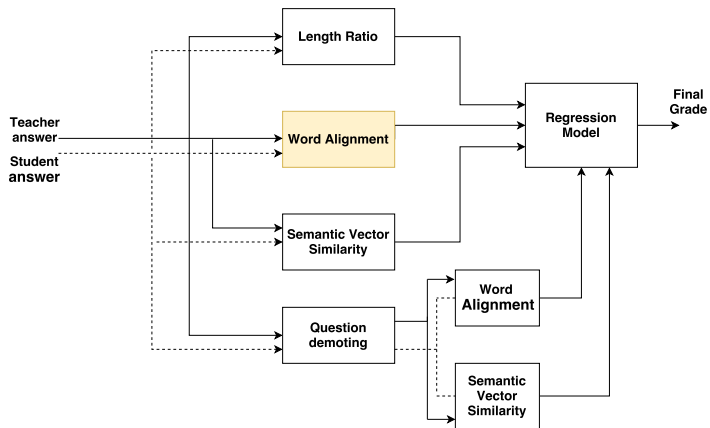 Length Ratio
Teacher
answer
Student
answer
Word Alignment
Semantic Vector
Similarity
Question
demoting
Word
Alignment
Semantic
Vector
Similarity
Regression
Model
Final
Grade